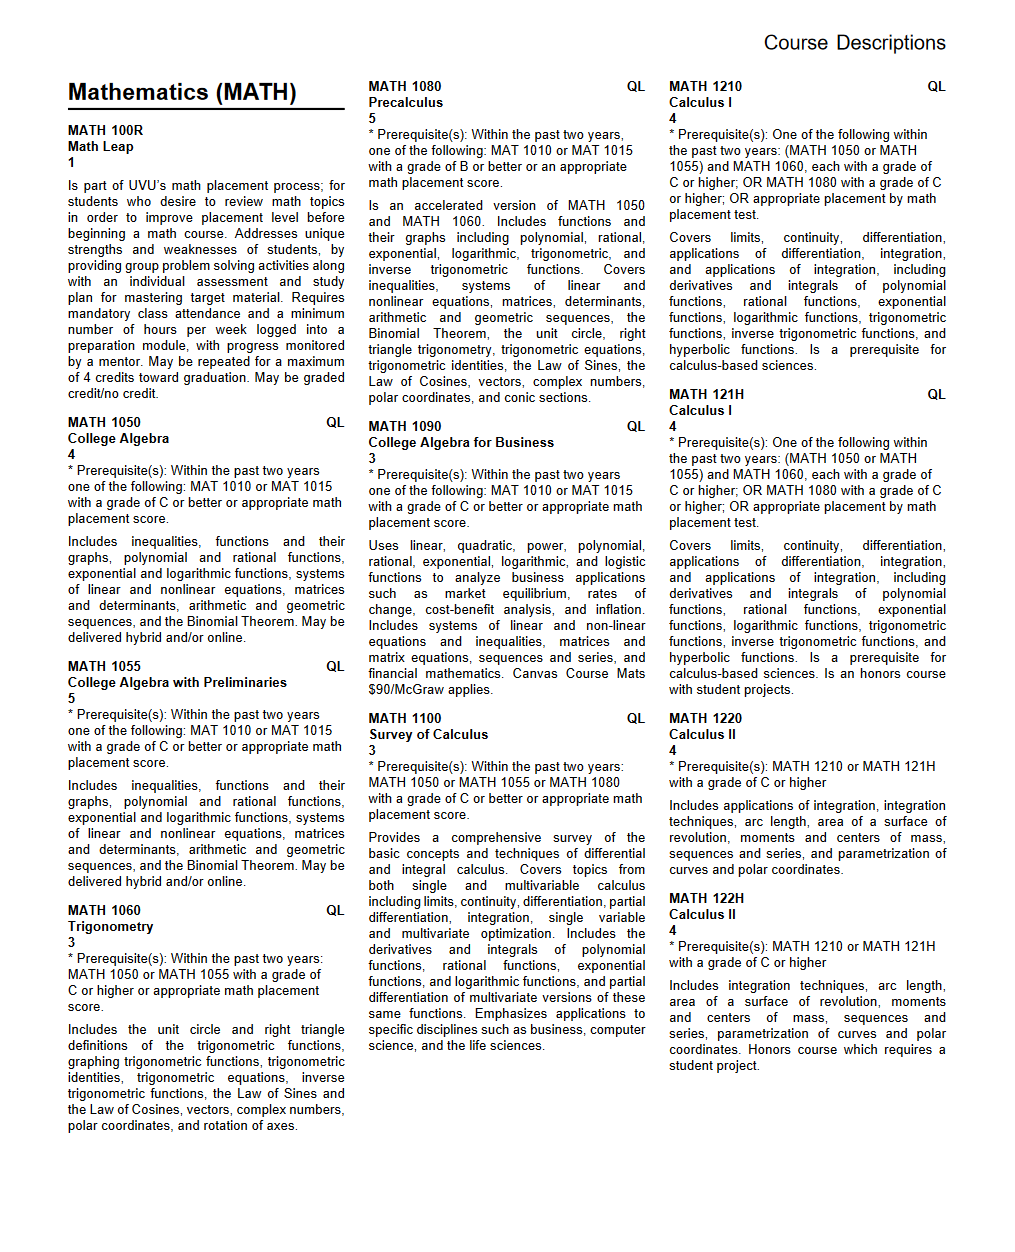 Course Descriptions
Mathematics (MATH)
MATH 100R
Math Leap
1
Is part of UVU's math placement process; for
students who desire to review math topics
in order to improve placement level before
beginning a math course. Addresses unique
strengths and weaknesses of students, by
providing group problem solving activities along
with an individual assessment and study
plan for mastering target material. Requires
mandatory class attendance and a minimum
number of hours per week logged into a
preparation module, with progress monitored
by a mentor. May be repeated for a maximum
of 4 credits toward graduation. May be graded
credit/no credit.
MATH 1050 QL
College Algebra
4
* Prerequisite(s): Within the past two years
one of the following: MAT 1010 or MAT 1015
with a grade of C or better or appropriate math
placement score.
Includes inequalities, functions and their
graphs, polynomial and rational functions,
exponential and logarithmic functions, systems
of linear and nonlinear equations, matrices
and determinants, arithmetic and geometric
sequences, and the Binomial Theorem. May be
delivered hybrid and/or online.
MATH 1055 QL
College Algebra with Preliminaries
5
* Prerequisite(s): Within the past two years
one of the following: MAT 1010 or MAT 1015
with a grade of C or better or appropriate math
placement score.
Includes inequalities, functions and their
graphs, polynomial and rational functions,
exponential and logarithmic functions, systems
of linear and nonlinear equations, matrices
and determinants, arithmetic and geometric
sequences, and the Binomial Theorem. May be
delivered hybrid and/or online.
MATH 1060 QL
Trigonometry
3
* Prerequisite(s): Within the past two years:
MATH 1050 or MATH 1055 with a grade of
C or higher or appropriate math placement
score.
Includes the unit circle and right triangle
definitions of the trigonometric functions,
graphing trigonometric functions, trigonometric
identities, trigonometric equations, inverse
trigonometric functions, the Law of Sines and
the Law of Cosines, vectors, complex numbers,
polar coordinates, and rotation of axes.
MATH 1080 QL
Precalculus
5
* Prerequisite(s): Within the past two years,
one of the following: MAT 1010 or MAT 1015
with a grade of B or better or an appropriate
math placement score.
Is an accelerated version of MATH 1050
and MATH 1060. Includes functions and
their graphs including polynomial, rational,
exponential, logarithmic, trigonometric, and
inverse trigonometric functions. Covers
inequalities, systems of linear and
nonlinear equations, matrices, determinants,
arithmetic and geometric sequences, the
Binomial Theorem, the unit circle, right
triangle trigonometry, trigonometric equations,
trigonometric identities, the Law of Sines, the
Law of Cosines, vectors, complex numbers,
polar coordinates, and conic sections.
MATH 1090 QL
College Algebra for Business
3
* Prerequisite(s): Within the past two years
one of the following: MAT 1010 or MAT 1015
with a grade of C or better or appropriate math
placement score.
Uses linear, quadratic, power, polynomial,
rational, exponential, logarithmic, and logistic
functions to analyze business applications
such as market equilibrium, rates of
change, cost-benefit analysis, and inflation.
Includes systems of linear and non-linear
equations and inequalities, matrices and
matrix equations, sequences and series, and
financial mathematics. Canvas Course Mats
$90/McGraw applies.
MATH 1100 QL
Survey of Calculus
3
* Prerequisite(s): Within the past two years:
MATH 1050 or MATH 1055 or MATH 1080
with a grade of C or better or appropriate math
placement score.
Provides a comprehensive survey of the
basic concepts and techniques of differential
and integral calculus. Covers topics from
both single and multivariable calculus
including limits, continuity, differentiation, partial
differentiation, integration, single variable
and multivariate optimization. Includes the
derivatives and integrals of polynomial
functions, rational functions, exponential
functions, and logarithmic functions, and partial
differentiation of multivariate versions of these
same functions. Emphasizes applications to
specific disciplines such as business, computer
science, and the life sciences.
MATH 1210 QL
Calculus I
4
* Prerequisite(s): One of the following within
the past two years: (MATH 1050 or MATH
1055) and MATH 1060, each with a grade of
C or higher; OR MATH 1080 with a grade of C
or higher; OR appropriate placement by math
placement test.
Covers limits, continuity, differentiation,
applications of differentiation, integration,
and applications of integration, including
derivatives and integrals of polynomial
functions, rational functions, exponential
functions, logarithmic functions, trigonometric
functions, inverse trigonometric functions, and
hyperbolic functions. Is a prerequisite for
calculus-based sciences.
MATH 121H QL
Calculus I
4
* Prerequisite(s): One of the following within
the past two years: (MATH 1050 or MATH
1055) and MATH 1060, each with a grade of
C or higher; OR MATH 1080 with a grade of C
or higher; OR appropriate placement by math
placement test.
Covers limits, continuity, differentiation,
applications of differentiation, integration,
and applications of integration, including
derivatives and integrals of polynomial
functions, rational functions, exponential
functions, logarithmic functions, trigonometric
functions, inverse trigonometric functions, and
hyperbolic functions. Is a prerequisite for
calculus-based sciences. Is an honors course
with student projects.
MATH 1220
Calculus II
4
* Prerequisite(s): MATH 1210 or MATH 121H
with a grade of C or higher
Includes applications of integration, integration
techniques, arc length, area of a surface of
revolution, moments and centers of mass,
sequences and series, and parametrization of
curves and polar coordinates.
MATH 122H
Calculus II
4
* Prerequisite(s): MATH 1210 or MATH 121H
with a grade of C or higher
Includes integration techniques, arc length,
area of a surface of revolution, moments
and centers of mass, sequences and
series, parametrization of curves and polar
coordinates. Honors course which requires a
student project.